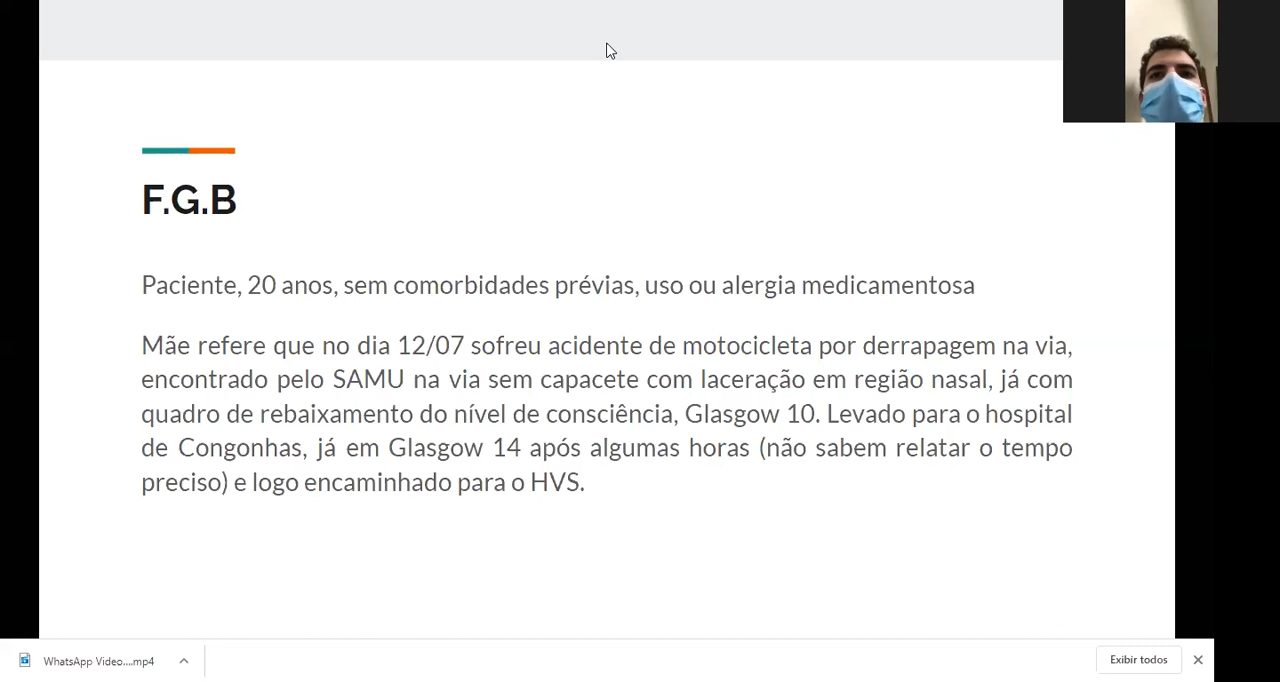 F.G.B
Paciente, 20 anos, sem comorbidades prévias, uso ou alergia medicamentosa
Mãe refere que no dia 12/07 sofreu acidente de motocicleta por derrapagem na via,
encontrado pelo SAMU na via sem capacete com laceração em região nasal, já com
quadro de rebaixamento do nível de consciência, Glasgow 10. Levado para o hospital
de Congonhas, já em Glasgow 14 após algumas horas (não sabem relatar o tempo
preciso) e logo encaminhado para o HVS.
WhatsApp Video....mp4
Exibir todos